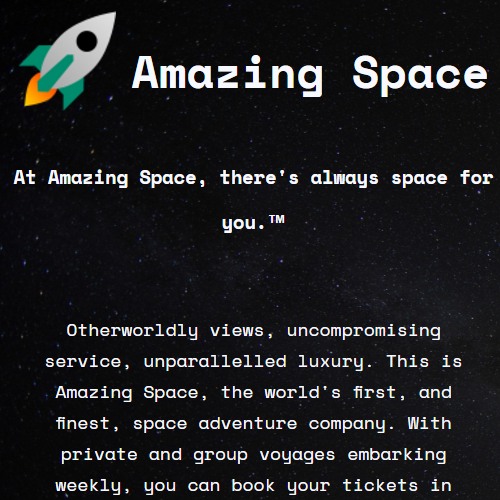 Amazing Space
At Amazing Space, there's always space for
you.™
Otherworldly views, uncompromising
service, unparallelled luxury. This is
Amazing Space, the world's first, and
finest, space adventure company. With
private and group voyages embarking
weekly, you can book your tickets in